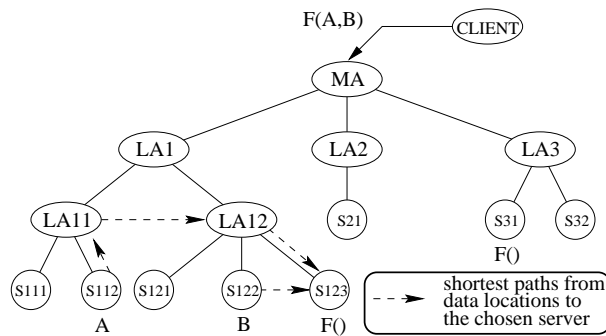 F(A,B)
CLIENT
MA
LA1
LA2
LA3
LA11
LA12
S21
S31
S32
F()
S111
S112
S121
S122
S123
A
B
F()
shortest paths from
data locations to
the chosen server